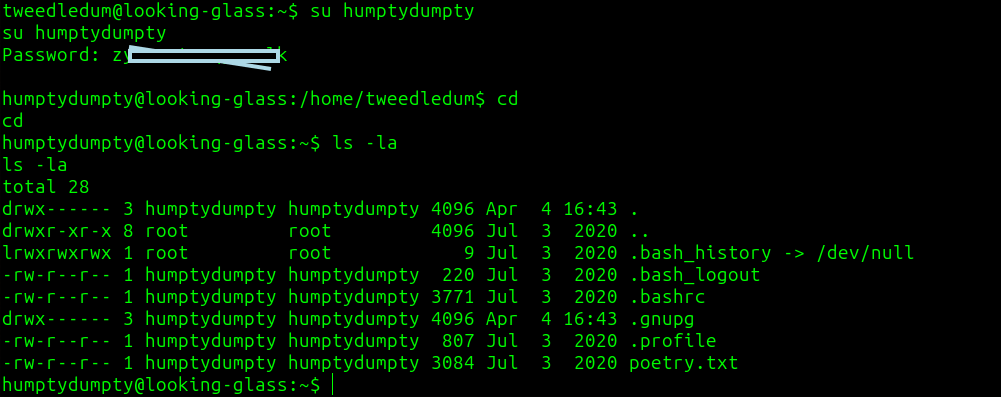 tweedledum@looking-glass:~$ su humptydumpty
su humptydumpty
Password:
humptydumpty@looking-glass:/home/tweedledum$ cd
cd
humptydumpty@looking-glass:~$ ls -la
ls -la
total 28
drwx------ 3 humptydumpty humptydumpty 4096 Apr  4 16:43 .
drwxr-xr-x 8 root         root         4096 Jul  3  2020 ..
lrwxrwxrwx 1 root         root            9 Jul  3  2020 .bash_history -> /dev/null
-rw-r--r-- 1 humptydumpty humptydumpty  220 Jul  3  2020 .bash_logout
-rw-r--r-- 1 humptydumpty humptydumpty 3771 Jul  3  2020 .bashrc
drwx------ 3 humptydumpty humptydumpty 4096 Apr  4 16:43 .gnupg
-rw-r--r-- 1 humptydumpty humptydumpty  807 Jul  3  2020 .profile
-rw-r--r-- 1 humptydumpty humptydumpty 3084 Jul  3  2020 poetry.txt
humptydumpty@looking-glass:~$